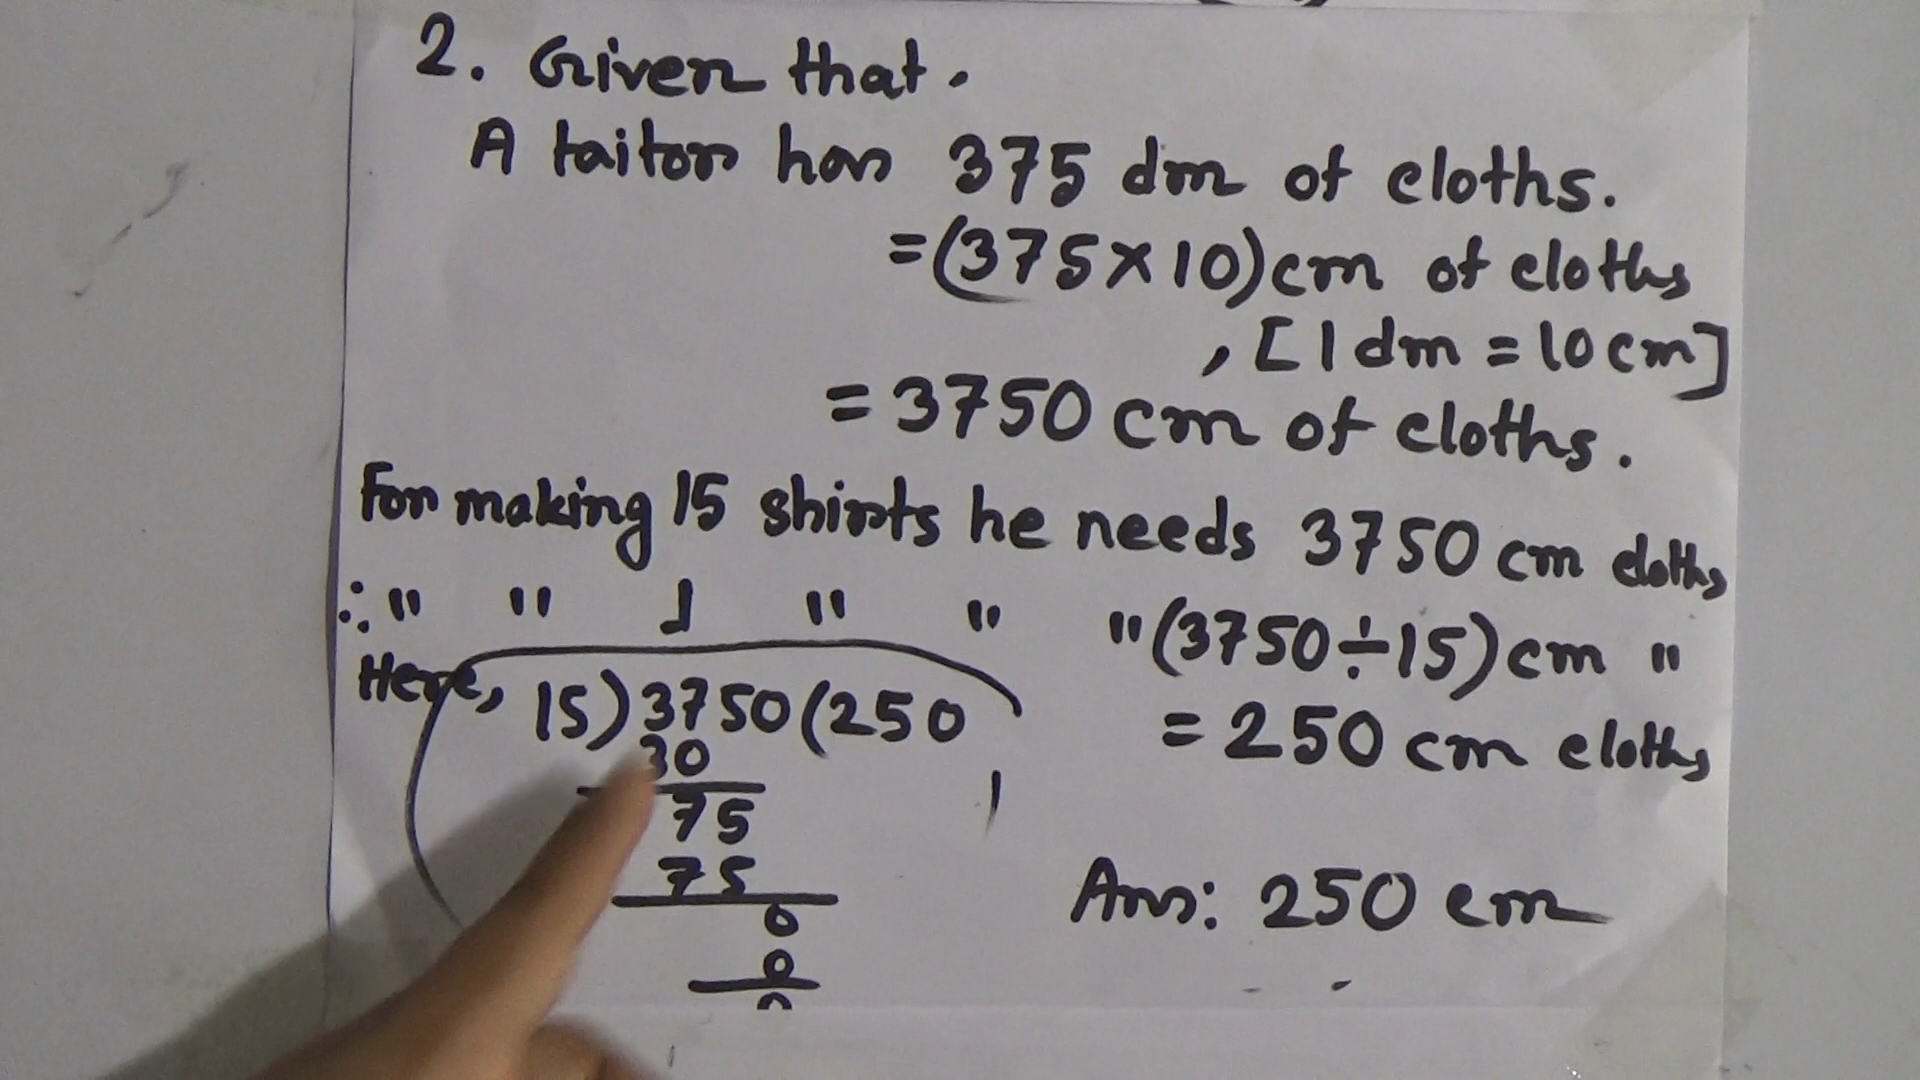 2. Given that.
A taitor has 375 dm of cloths.
=(375×10)cm of cloths
, [1 dm = 10 cm]
= 3750 cm of cloths.
For making 15 shirts he needs 3750 cm cloths
∴ " " 1 " " " (3750÷15) cm "
Here, 15)3750(250
= 250 cm cloths
30
75
75
0
0
0
Ans: 250 cm